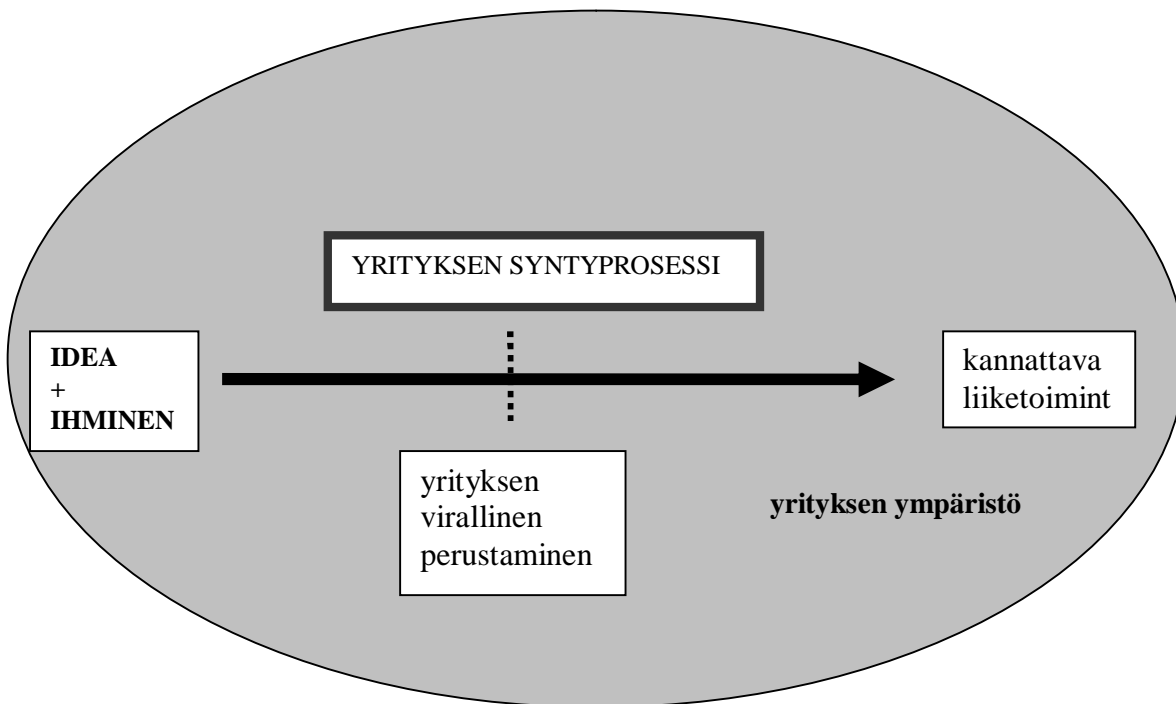 YRITYKSEN SYNTYPROSESSI
IDEA
+
IHMINEN
kannattava
liiketoimint
yrityksen
virallinen
perustaminen
yrityksen ympäristö